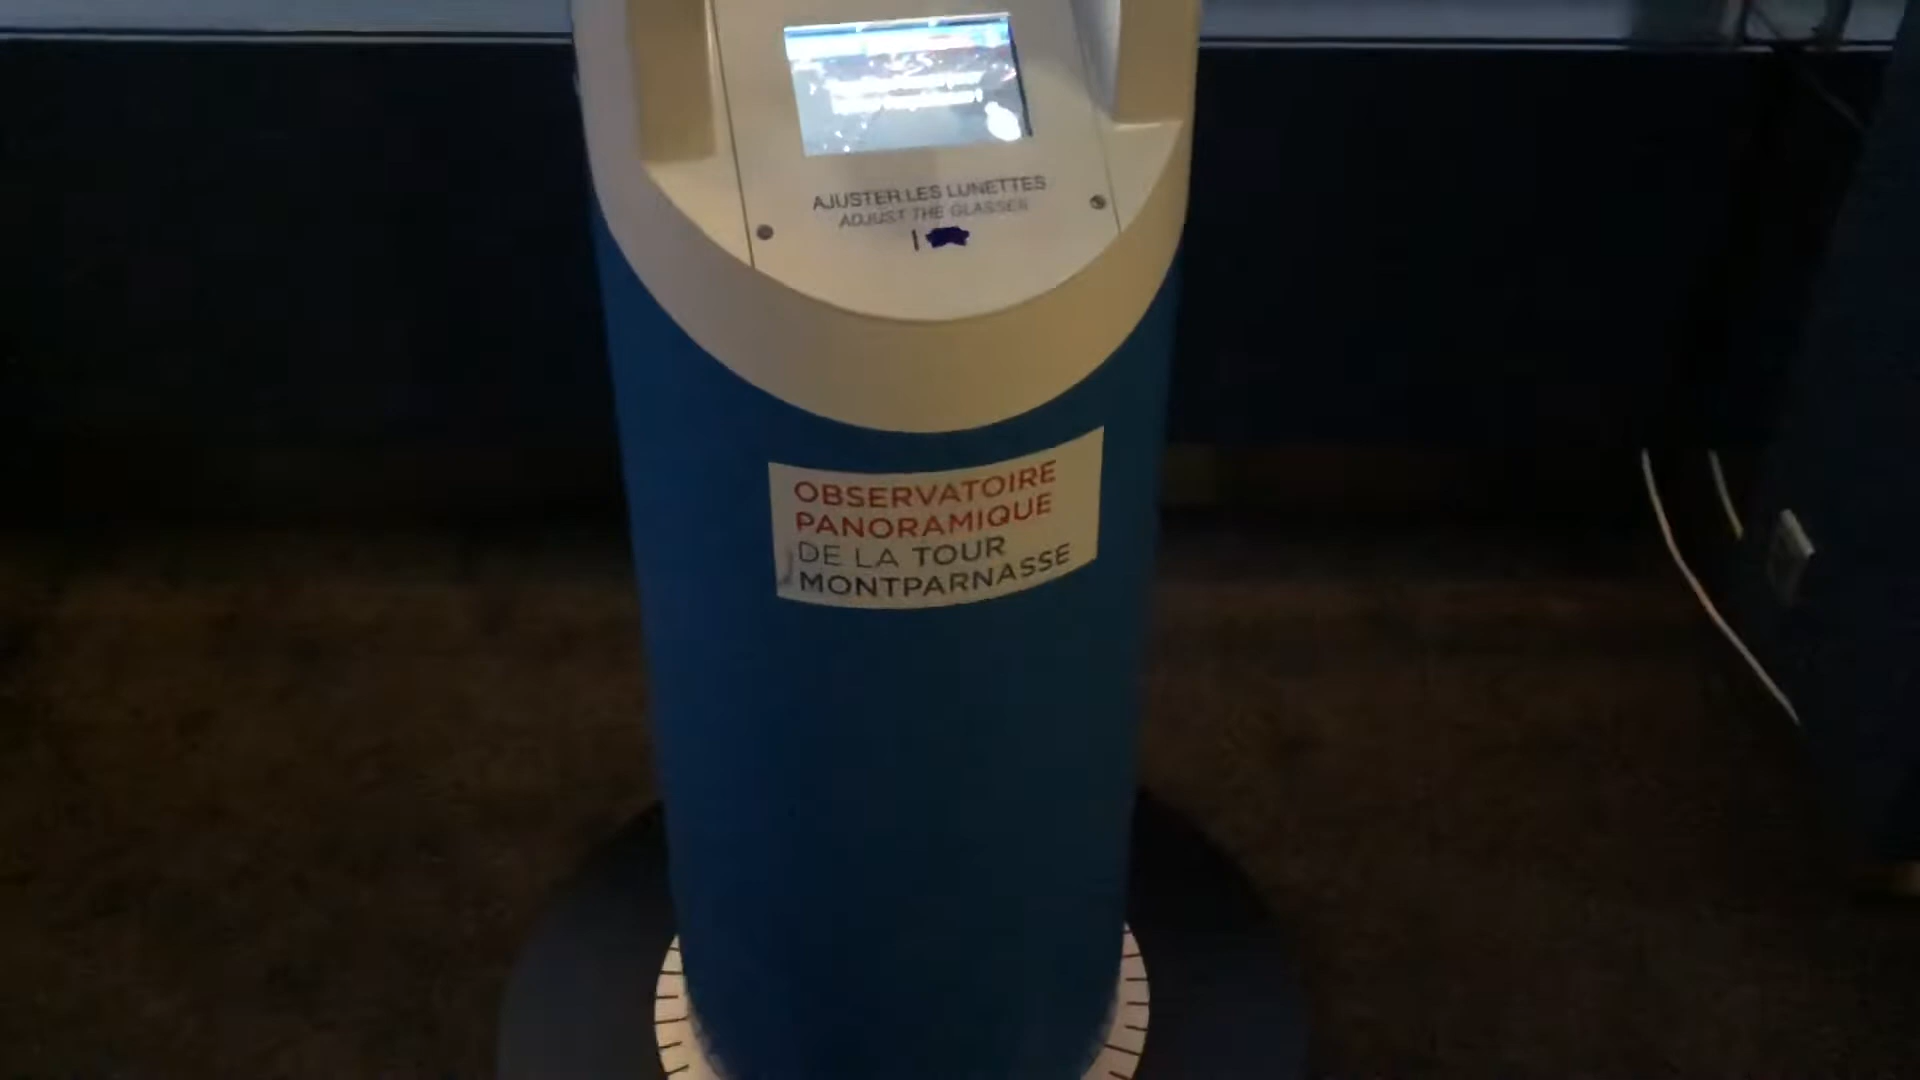 AJUSTER LES LUNETTES
ADJUST THE GLASSES
OBSERVATOIRE
PANORAMIQUE
DE LA TOUR
MONTPARNASSE